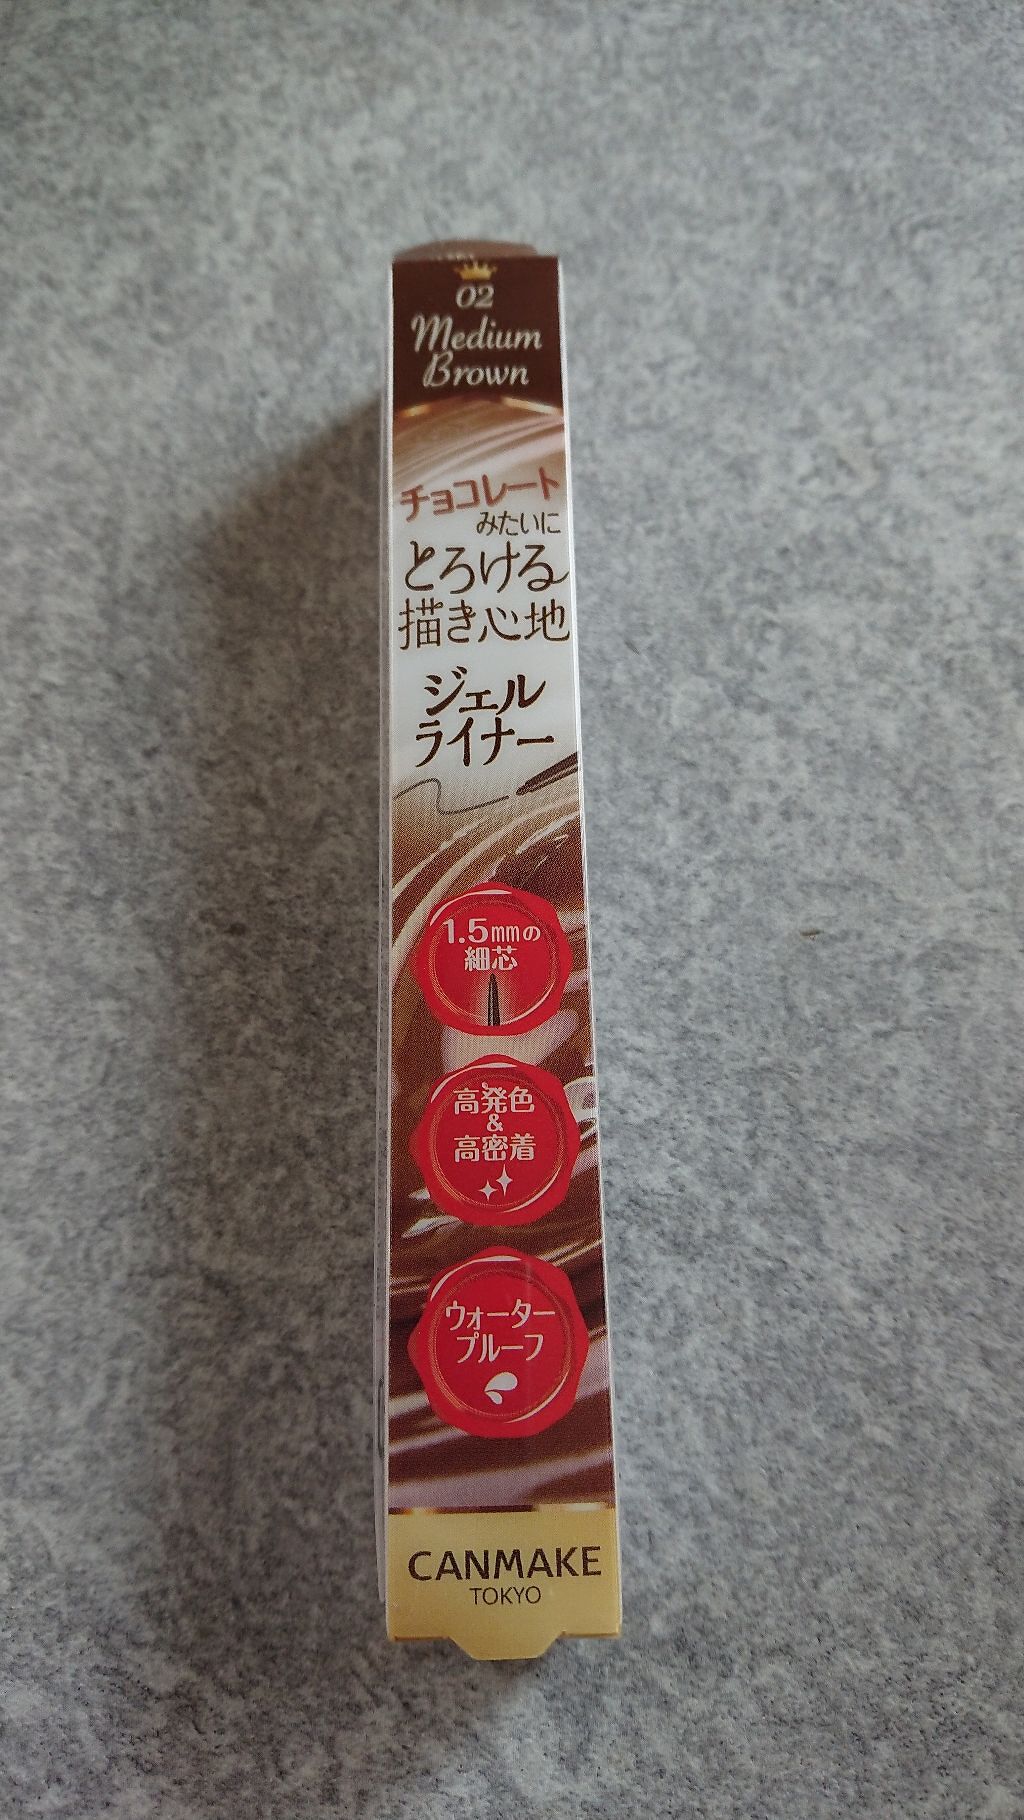 02
Medium
Brown
チョコレート
みたいに
とろける
描き心地
ジェル
ライナー
1.5mmの
細芯
高発色
&
高密着
ウォーター
プルーフ
CANMAKE
TOKYO